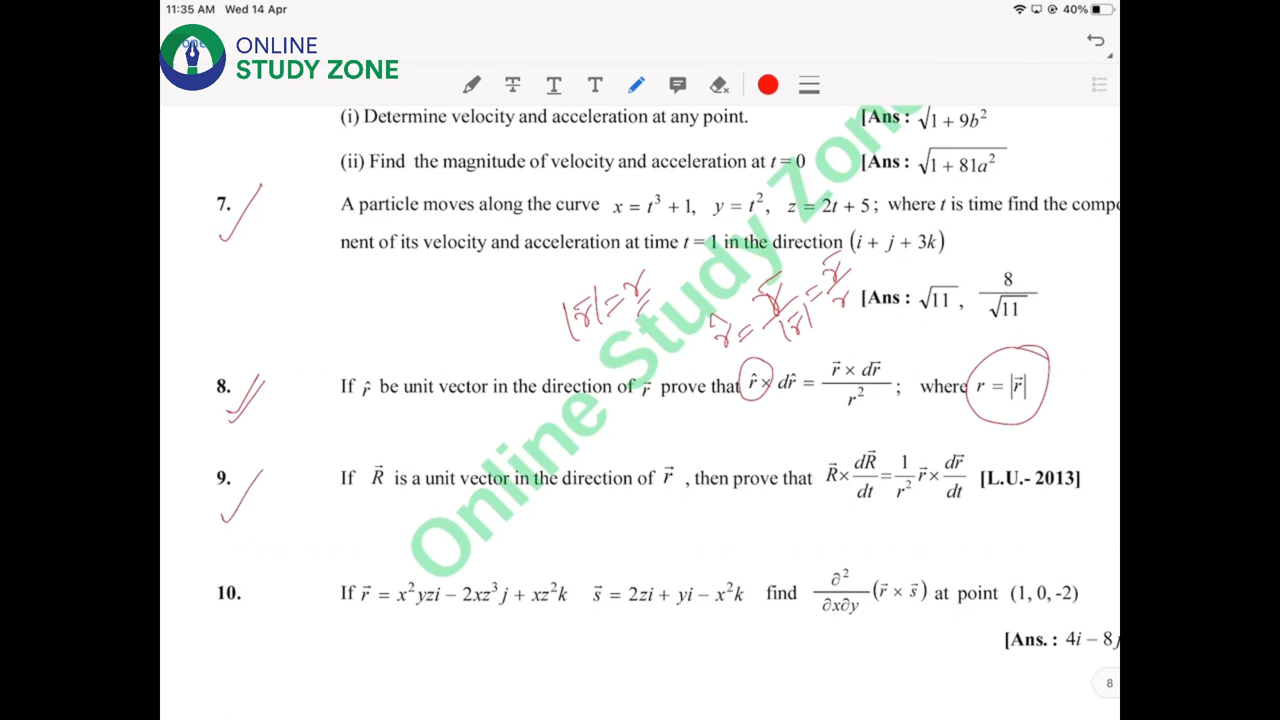 11:35 AM Wed 14 Apr
40%
ONLINE
STUDY ZONE
(i) Determine velocity and acceleration at any point. [Ans : √1 + 9b²
(ii) Find the magnitude of velocity and acceleration at t = 0 [Ans : √1 + 81a²
7. A particle moves along the curve x = t³ + 1, y = t², z = 2t + 5; where t is time find the compo
nent of its velocity and acceleration at time t = 1 in the direction (i + j + 3k)
|r̄| = r
r̂ = r̄/|r̄| = r̄/r
[Ans : √11 , 8/√11
8. If r̂ be unit vector in the direction of r⃗ prove that r̂ × dr̂ = (r⃗ × dr⃗)/r² ; where r = |r⃗|
9. If R⃗ is a unit vector in the direction of r⃗ , then prove that R⃗× dR⃗/dt = 1/r² r⃗× dr⃗/dt [L.U.- 2013]
10. If r⃗ = x²yzi − 2xz³j + xz²k s⃗ = 2zi + yi − x²k find ∂²/∂x∂y (r⃗ × s⃗) at point (1, 0, -2)
[Ans. : 4i − 8j
8
Online Study Zone